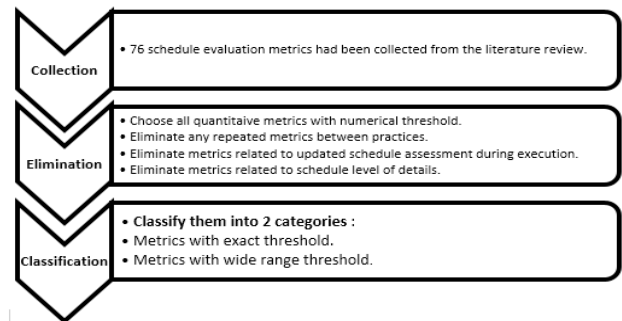 Collection
• 76 schedule evaluation metrics had been collected from the literature review.
Elimination
• Choose all quantitaive metrics with numerical threshold.
• Eliminate any repeated metrics between practices.
• Eliminate metrics related to updated schedule assessment during execution.
• Eliminate metrics related to schedule level of details.
Classification
• Classify them into 2 categories :
• Metrics with exact threshold.
• Metrics with wide range threshold.